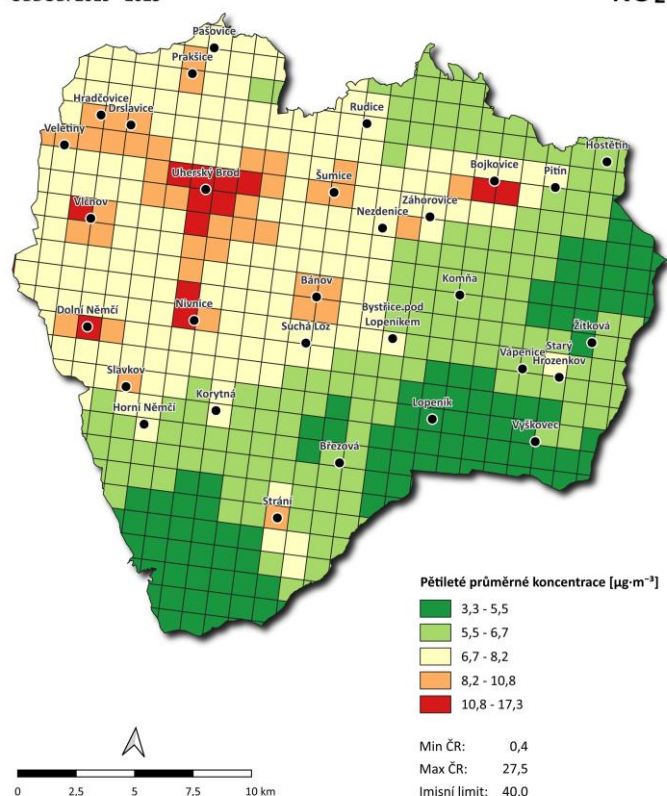 Pašovice
Prakšice
Hradčovice
Drslavice
Rudice
Veletiny
Hostětín
Uherský Brod
Šumice
Bojkovice
Pitín
Vlčnov
Záhorovice
Nezdenice
Komňa
Bánov
Nivnice
Bystřice pod
Lopeníkem
Dolní Němčí
Suchá Loz
Žítková
Starý
Hrozenkov
Vápenice
Slavkov
Korytná
Horní Němčí
Lopeník
Vyškovec
Březová
Strání
Pětileté průměrné koncentrace [µg·m⁻³]
3,3 - 5,5
5,5 - 6,7
6,7 - 8,2
8,2 - 10,8
10,8 - 17,3
Min ČR: 0,4
Max ČR: 27,5
Imisní limit: 40,0
0 2,5 5 7,5 10 km